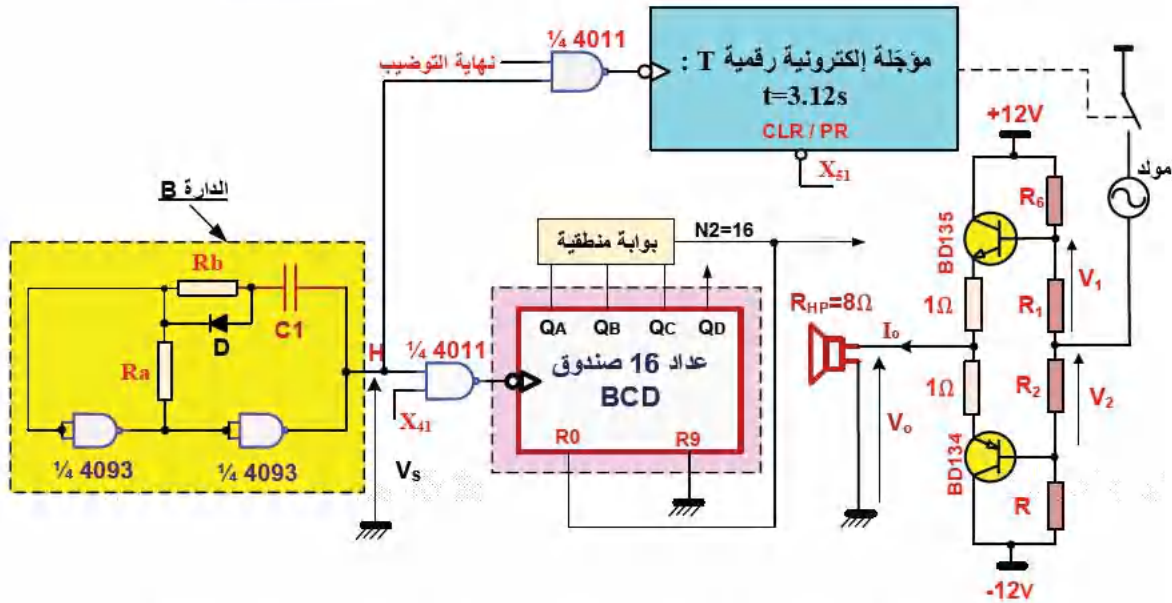 ¼ 4011
نهاية التوضيب
مؤجّلة إلكترونية رقمية T :
t=3.12s
CLR / PR
X51
+12V
مولد
R6
BD135
V1
1Ω
R1
RHP=8Ω
Io
1Ω
R2
V2
Vo
BD134
R
-12V
الدارة B
Rb
D
C1
Ra
H
¼ 4093
¼ 4093
بوابة منطقية
N2=16
QA QB QC QD
¼ 4011
عداد 16 صندوق
BCD
X41
R0 R9
Vs